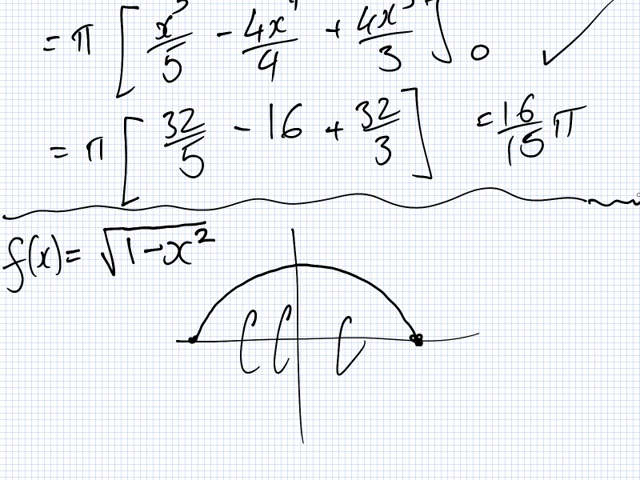 = π [ x⁵/5 - 4x⁴/4 + 4x³/3 ]₀ ✓
= π [ 32/5 - 16 + 32/3 ] = 16/15 π
f(x) = √(1-x²)